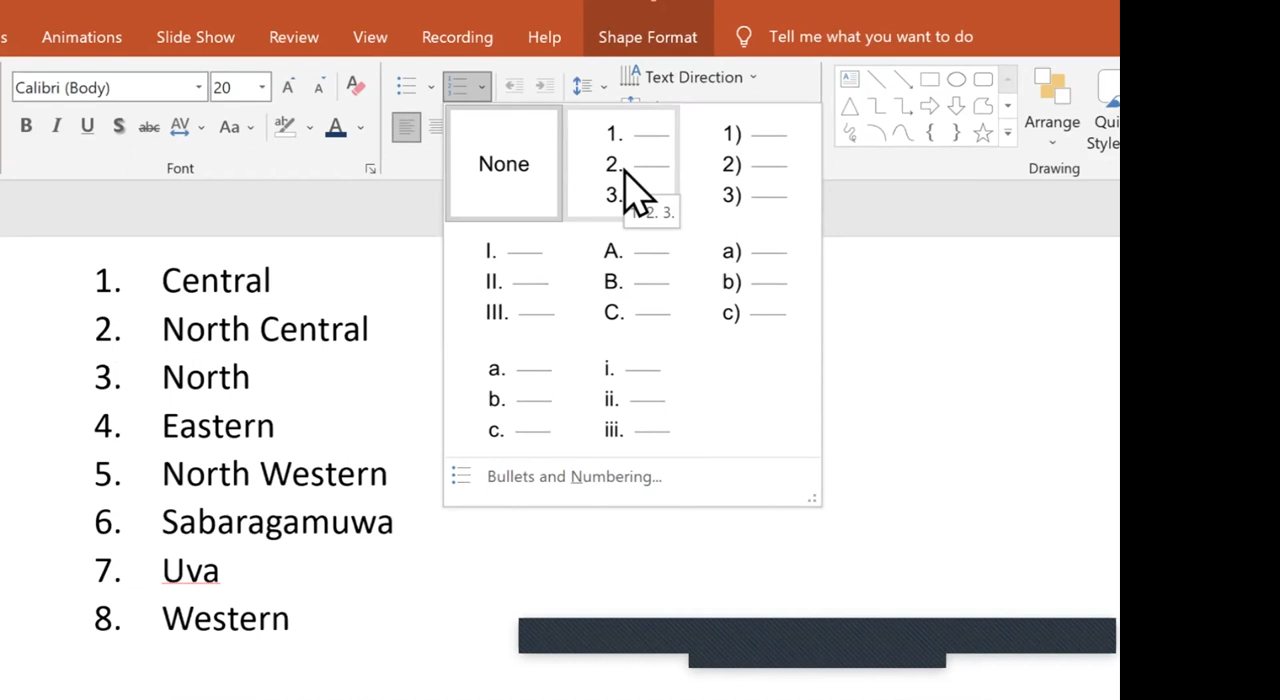 s Animations Slide Show Review View Recording Help Shape Format Tell me what you want to do
Calibri (Body) 20 A A A Text Direction
B I U S abc AV Aa ab A
Font
Arrange
Drawing
None
1.
2.
3.
1)
2)
3)
2. 3.
I.
II.
III.
A.
B.
C.
a)
b)
c)
a.
b.
c.
i.
ii.
iii.
Bullets and Numbering...
1. Central
2. North Central
3. North
4. Eastern
5. North Western
6. Sabaragamuwa
7. Uva
8. Western